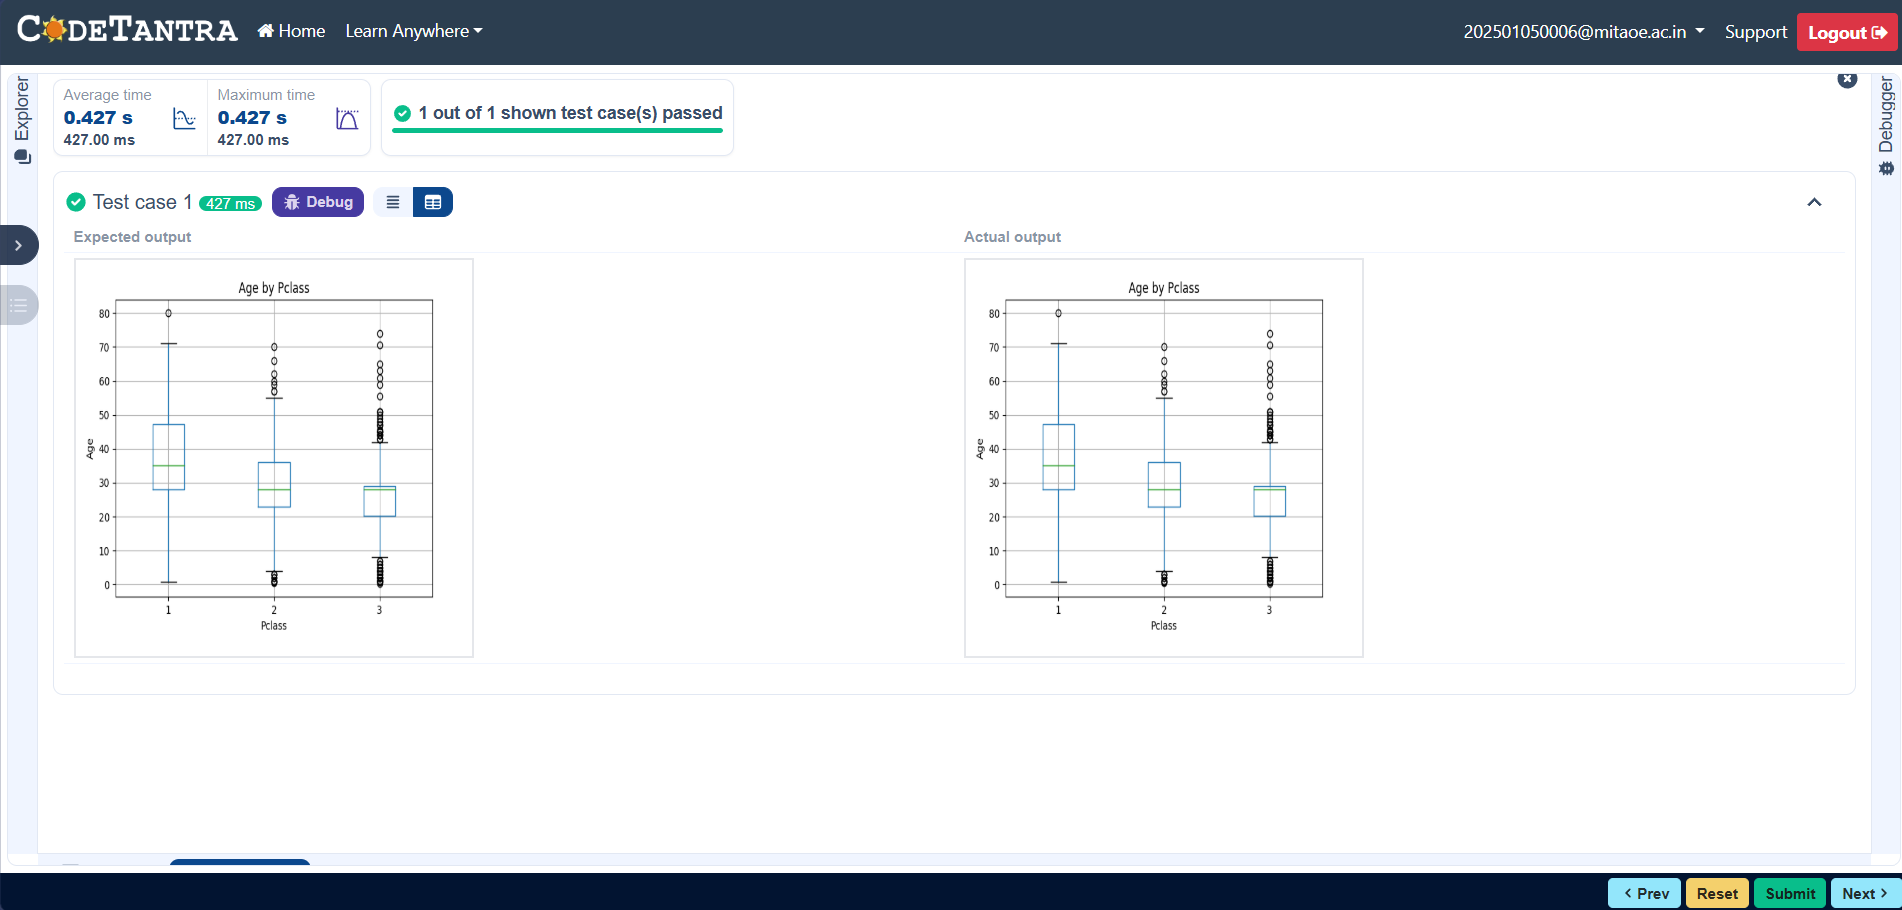 CODETANTRA Home Learn Anywhere 202501050006@mitaoe.ac.in Support Logout
Explorer
Debugger
Average time Maximum time
0.427 s 0.427 s
427.00 ms 427.00 ms
1 out of 1 shown test case(s) passed
Test case 1 427 ms Debug
Expected output Actual output
Age by Pclass
80
70
60
50
40
30
20
10
0
Age
1 2 3
Pclass
Age by Pclass
80
70
60
50
40
30
20
10
0
Age
1 2 3
Pclass
Prev Reset Submit Next